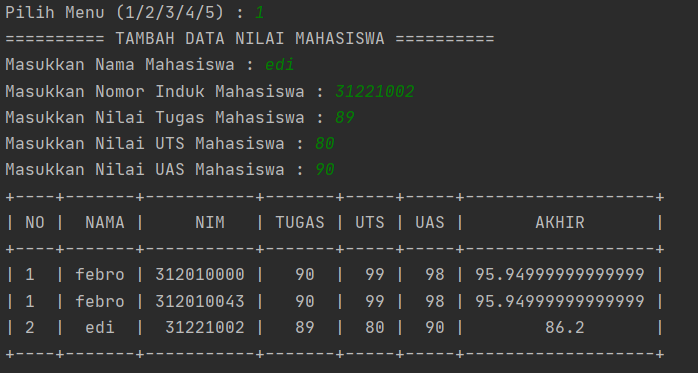 Pilih Menu (1/2/3/4/5) : 1
========== TAMBAH DATA NILAI MAHASISWA ==========
Masukkan Nama Mahasiswa : edi
Masukkan Nomor Induk Mahasiswa : 31221002
Masukkan Nilai Tugas Mahasiswa : 89
Masukkan Nilai UTS Mahasiswa : 80
Masukkan Nilai UAS Mahasiswa : 90
+----+-------+-----------+-------+-----+-----+-------------------+
| NO |  NAMA |     NIM   | TUGAS | UTS | UAS |       AKHIR       |
+----+-------+-----------+-------+-----+-----+-------------------+
| 1  | febro | 312010000 |   90  |  99 |  98 | 95.94999999999999 |
| 1  | febro | 312010043 |   90  |  99 |  98 | 95.94999999999999 |
| 2  |  edi  |  31221002 |   89  |  80 |  90 |        86.2       |
+----+-------+-----------+-------+-----+-----+-------------------+